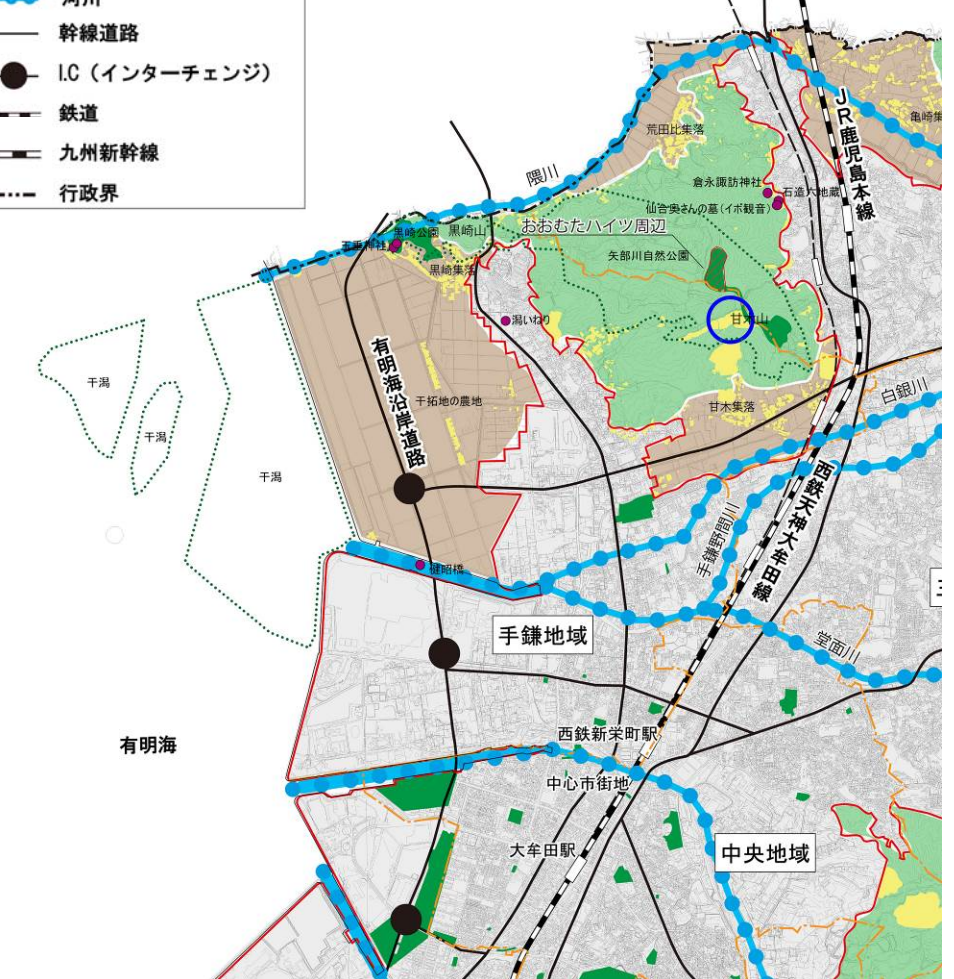 幹線道路
I.C（インターチェンジ）
鉄道
九州新幹線
行政界
JR鹿児島本線
荒田比集落
隈川
倉永諏訪神社
石造六地蔵
仙台奥さんの墓（イボ観音）
黒崎公園
黒崎山
おおむたハイツ周辺
矢部川自然公園
黒崎集落
潟いねり
甘木山
有明海沿岸道路
干潟
干潟
干潟
干拓地の農地
甘木集落
白銀川
西鉄天神大牟田線
手鎌野間川
健昭橋
手鎌地域
堂面川
有明海
西鉄新栄町駅
中心市街地
大牟田駅
中央地域